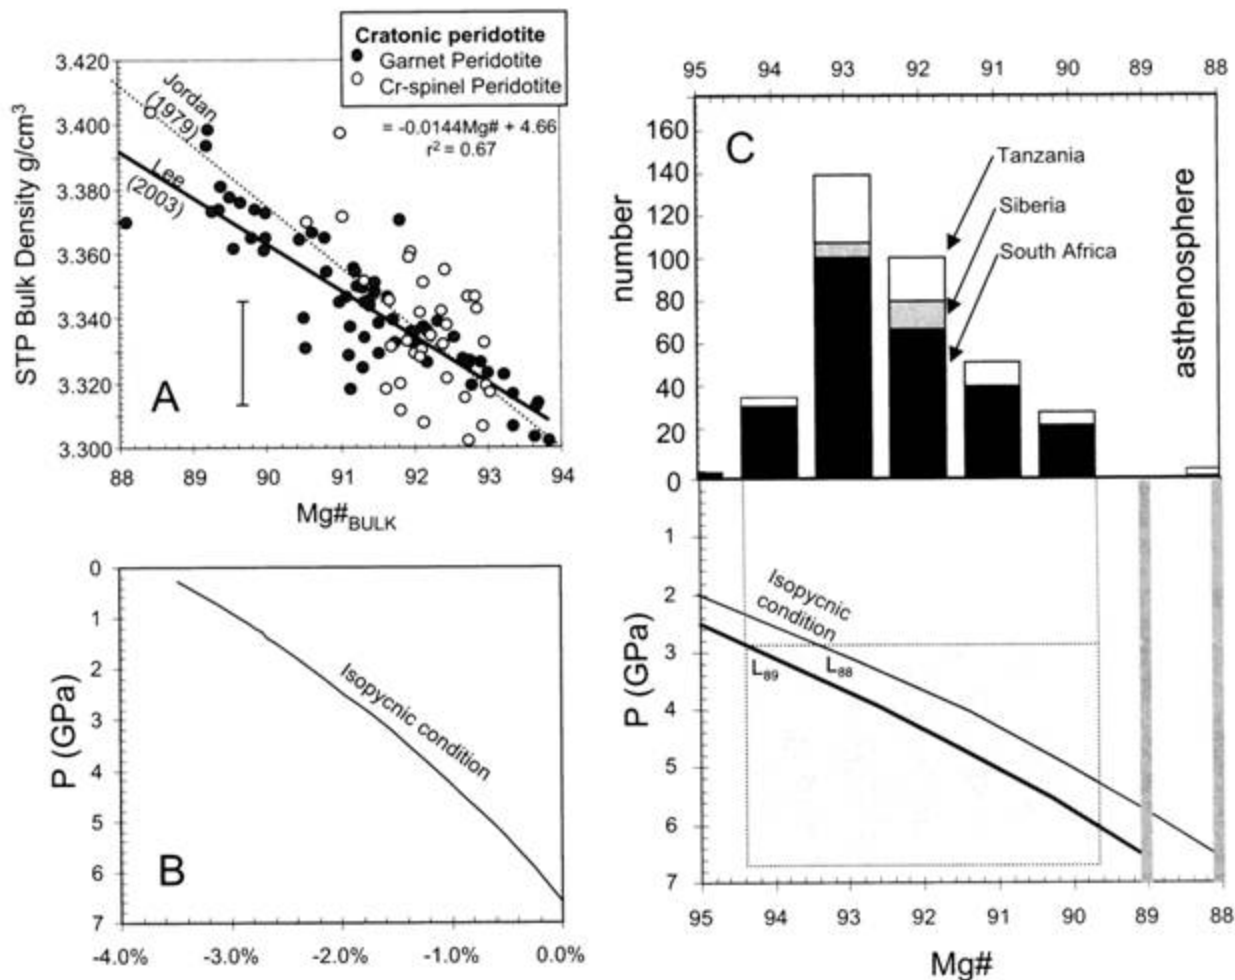 Cratonic peridotite
Garnet Peridotite
Cr-spinel Peridotite
3.420
3.400
3.380
3.360
3.340
3.320
3.300
STP Bulk Density g/cm³
Jordan
(1979)
Lee
(2003)
= -0.0144Mg# + 4.66
r² = 0.67
A
88 89 90 91 92 93 94
Mg#BULK
0
1
2
3
4
5
6
7
P (GPa)
Isopycnic condition
B
-4.0% -3.0% -2.0% -1.0% 0.0%
95 94 93 92 91 90 89 88
160
140
120
100
80
60
40
20
0
number
C
Tanzania
Siberia
South Africa
asthenosphere
1
2
3
4
5
6
7
P (GPa)
Isopycnic
condition
L89
L88
95 94 93 92 91 90 89 88
Mg#